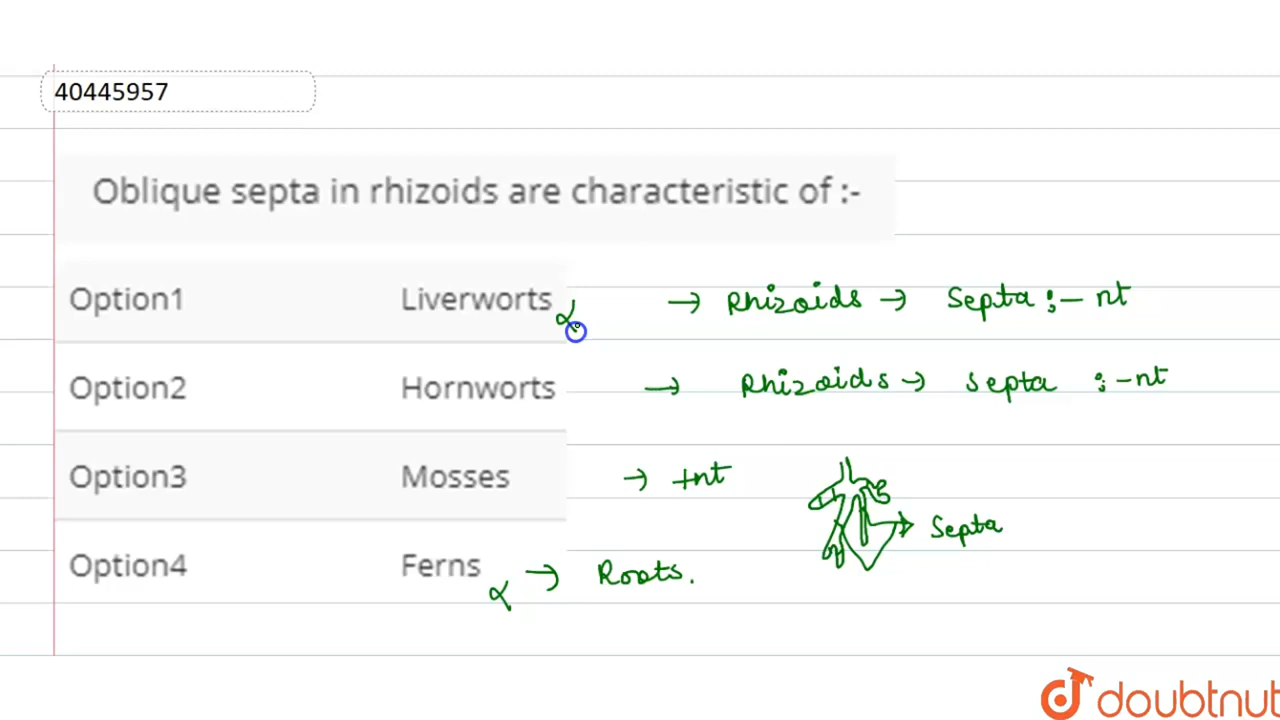 40445957
Oblique septa in rhizoids are characteristic of :-
Option1 Liverworts → Rhizoids → Septa :- nt
Option2 Hornworts → Rhizoids → Septa :- nt
Option3 Mosses → +nt
Septa
Option4 Ferns → Roots.
doubtnut